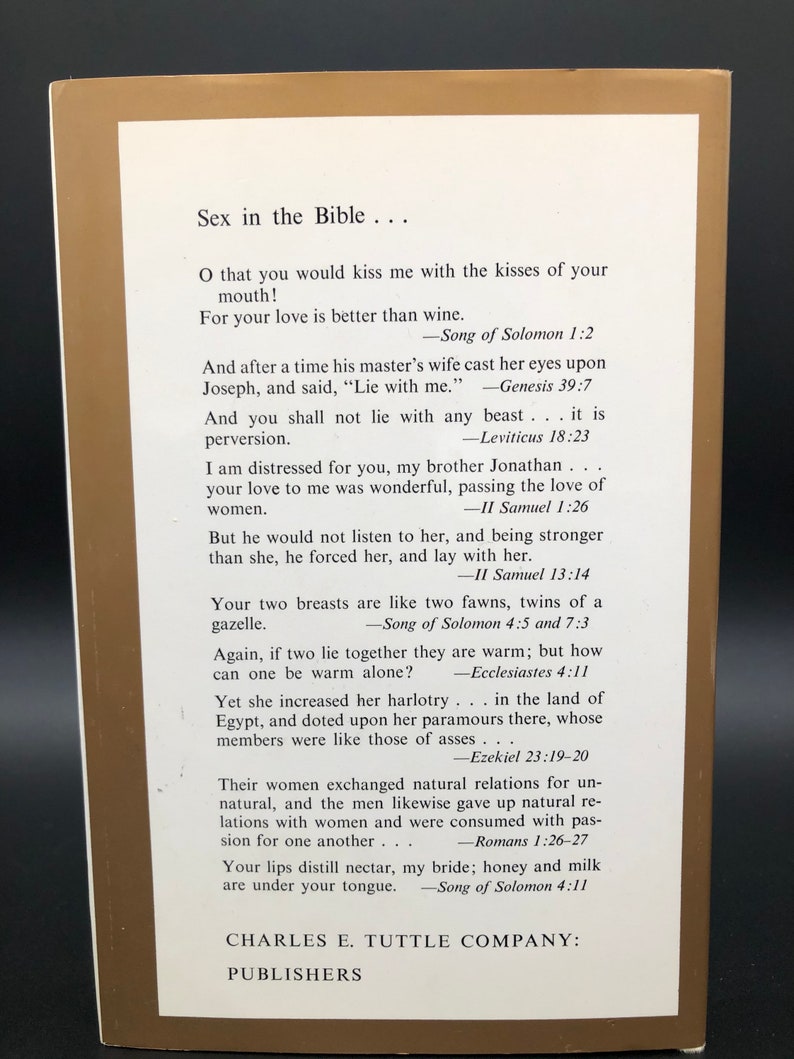 Sex in the Bible . . .
O that you would kiss me with the kisses of your
mouth!
For your love is better than wine.
—Song of Solomon 1:2
And after a time his master's wife cast her eyes upon
Joseph, and said, “Lie with me.” —Genesis 39:7
And you shall not lie with any beast . . . it is
perversion. —Leviticus 18:23
I am distressed for you, my brother Jonathan . . .
your love to me was wonderful, passing the love of
women. —II Samuel 1:26
But he would not listen to her, and being stronger
than she, he forced her, and lay with her.
—II Samuel 13:14
Your two breasts are like two fawns, twins of a
gazelle. —Song of Solomon 4:5 and 7:3
Again, if two lie together they are warm; but how
can one be warm alone? —Ecclesiastes 4:11
Yet she increased her harlotry . . . in the land of
Egypt, and doted upon her paramours there, whose
members were like those of asses . . .
—Ezekiel 23:19–20
Their women exchanged natural relations for un-
natural, and the men likewise gave up natural re-
lations with women and were consumed with pas-
sion for one another . . . —Romans 1:26–27
Your lips distill nectar, my bride; honey and milk
are under your tongue. —Song of Solomon 4:11
CHARLES E. TUTTLE COMPANY:
PUBLISHERS